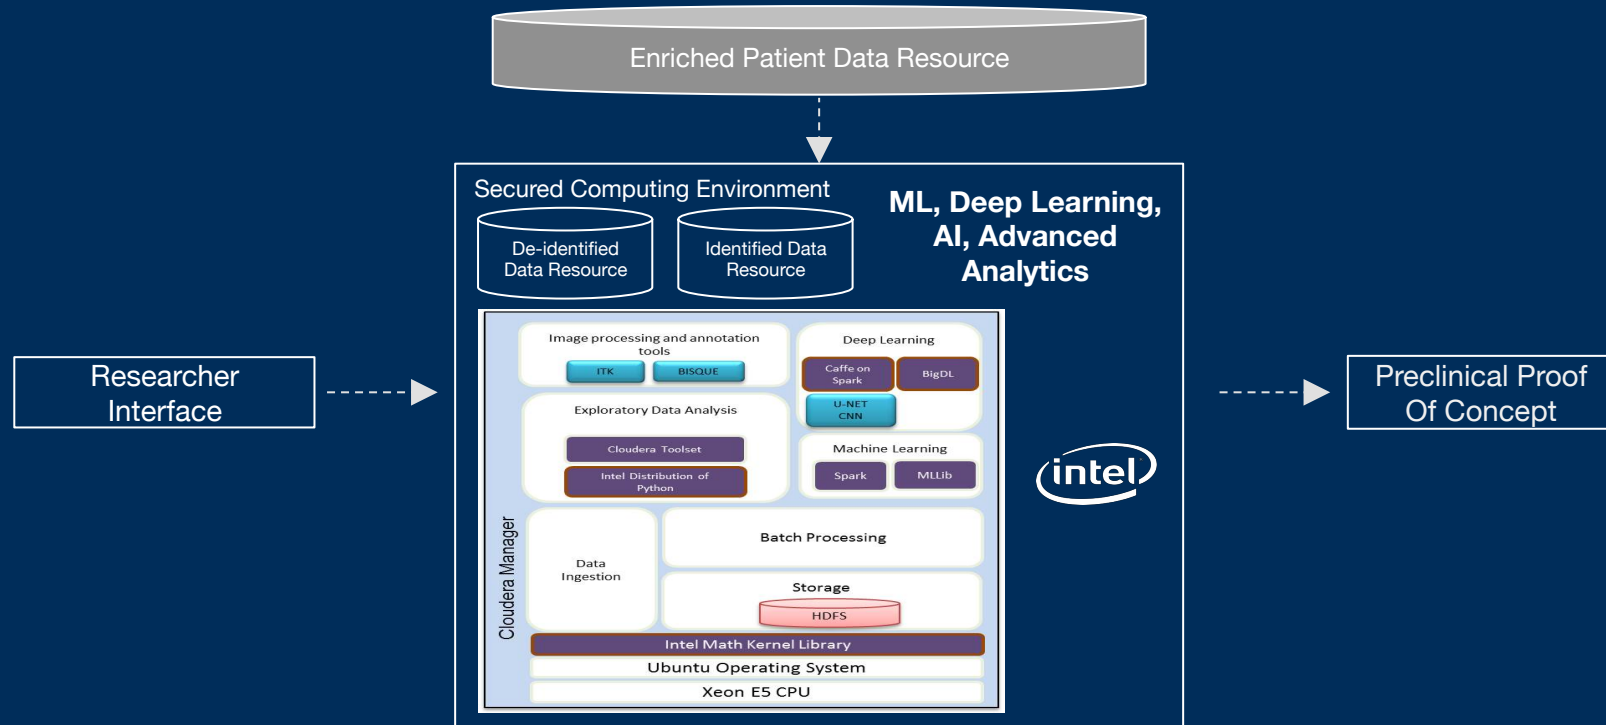 Enriched Patient Data Resource
Secured Computing Environment
ML, Deep Learning,
AI, Advanced
Analytics
De-identified
Data Resource
Identified Data
Resource
Image processing and annotation
tools
ITK
BISQUE
Deep Learning
Caffe on
Spark
BigDL
U-NET
CNN
Exploratory Data Analysis
Cloudera Toolset
Intel Distribution of
Python
Machine Learning
Spark
MLLib
Researcher
Interface
Preclinical Proof
Of Concept
intel
Cloudera Manager
Data
Ingestion
Batch Processing
Storage
HDFS
Intel Math Kernel Library
Ubuntu Operating System
Xeon E5 CPU